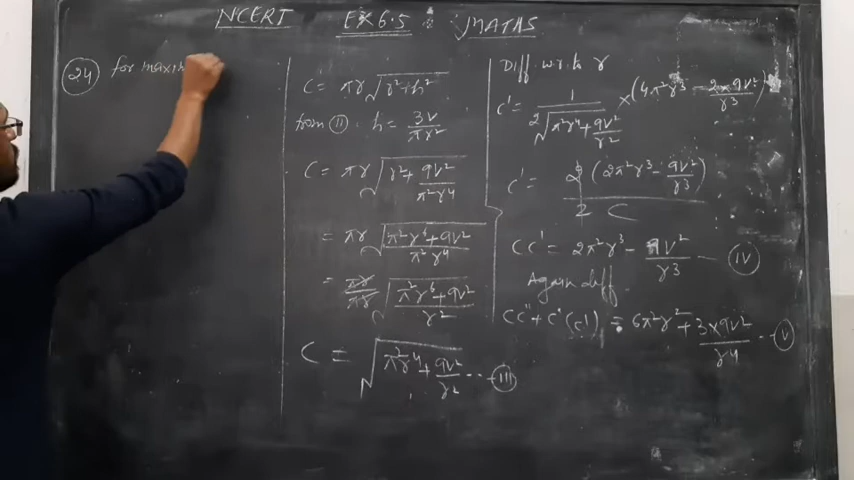 NCERT EX 6.5 MATHS
24 for maxi
C = πr√(r²+h²)
from II h = 3V/πr²
C = πr√(r²+9V²/π²r⁴)
= πr√((π²r⁶+9V²)/π²r⁴)
= πr/πr √((π²r⁶+9V²)/r²)
C = √(π²r⁴+9V²/r²) -- III
Diff w.r.to r
C' = 1/(2√(π²r⁴+9V²/r²)) × (4π²r³ - 2×9V²/r³)
C' = 2(2π²r³ - 9V²/r³)/2C
CC' = 2π²r³ - 9V²/r³ -- IV
Again diff.
CC'' + C'(C') = 6π²r² + 3×9V²/r⁴ -- V